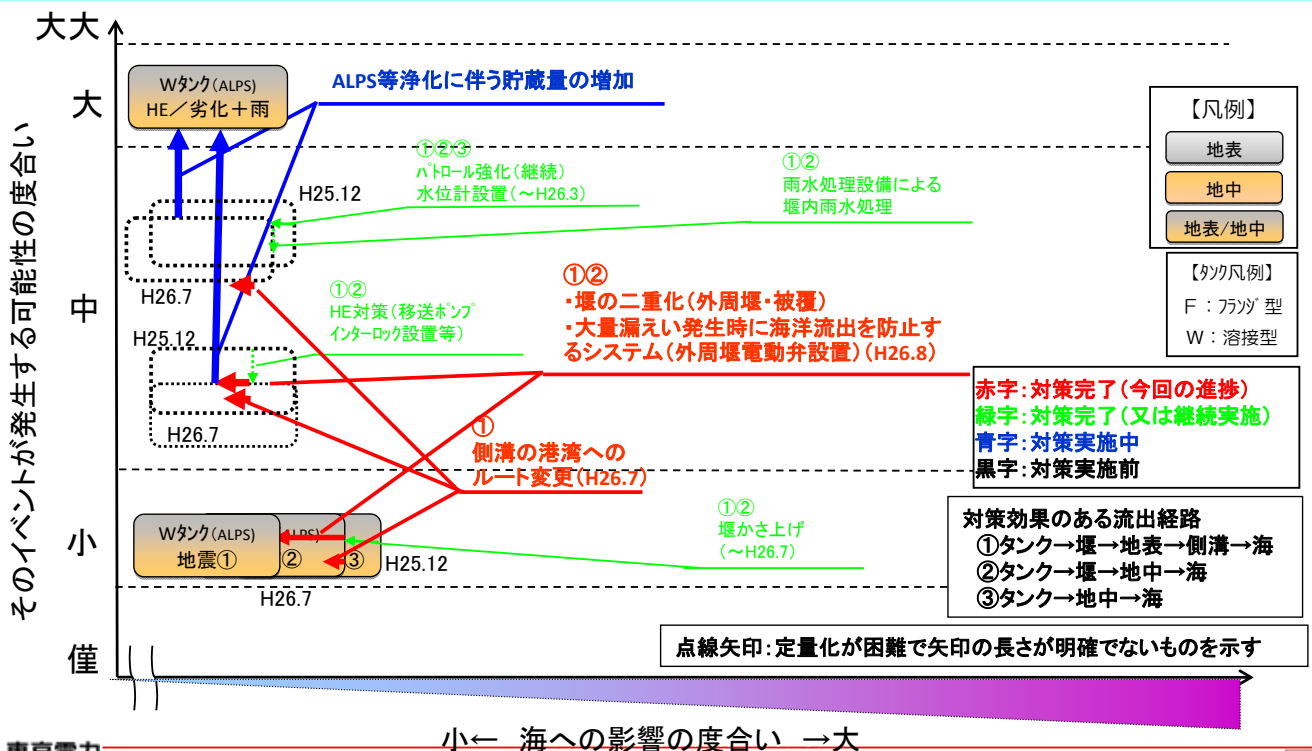 大大
大
中
小
僅
そのイベントが発生する可能性の度合い
Wタンク(ALPS)
HE／劣化＋雨
ALPS等浄化に伴う貯蔵量の増加
①②③
パトロール強化(継続)
水位計設置(～H26.3)
①②
雨水処理設備による
堰内雨水処理
H25.12
H26.7
①②
HE対策(移送ポンプ
インターロック設置等)
H25.12
H26.7
①②
・堰の二重化(外周堰・被覆)
・大量漏えい発生時に海洋流出を防止す
るシステム(外周堰電動弁設置)(H26.8)
①
側溝の港湾への
ルート変更(H26.7)
①②
堰かさ上げ
(～H26.7)
Wタンク(ALPS)
地震①
②
③
H25.12
H26.7
【凡例】
地表
地中
地表/地中
【タンク凡例】
F：フランジ型
W：溶接型
赤字：対策完了(今回の進捗)
緑字：対策完了(又は継続実施)
青字：対策実施中
黒字：対策実施前
対策効果のある流出経路
①タンク→堰→地表→側溝→海
②タンク→堰→地中→海
③タンク→地中→海
点線矢印：定量化が困難で矢印の長さが明確でないものを示す
小← 海への影響の度合い →大
東京電力